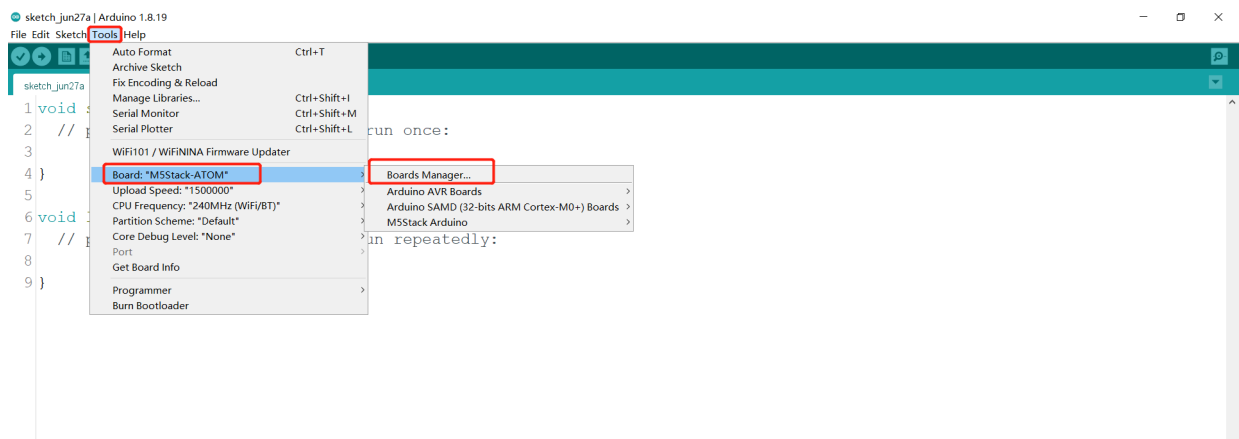 sketch_jun27a | Arduino 1.8.19
File Edit Sketch Tools Help
sketch_jun27a
Auto Format Ctrl+T
Archive Sketch
Fix Encoding & Reload
Manage Libraries... Ctrl+Shift+I
Serial Monitor Ctrl+Shift+M
Serial Plotter Ctrl+Shift+L
WiFi101 / WiFiNINA Firmware Updater
Board: "M5Stack-ATOM"
Upload Speed: "1500000"
CPU Frequency: "240MHz (WiFi/BT)"
Partition Scheme: "Default"
Core Debug Level: "None"
Port
Get Board Info
Programmer
Burn Bootloader
Boards Manager...
Arduino AVR Boards
Arduino SAMD (32-bits ARM Cortex-M0+) Boards
M5Stack Arduino
1 void
2 // run once:
3
4 }
5
6 void
7 // repeatedly:
8
9 }